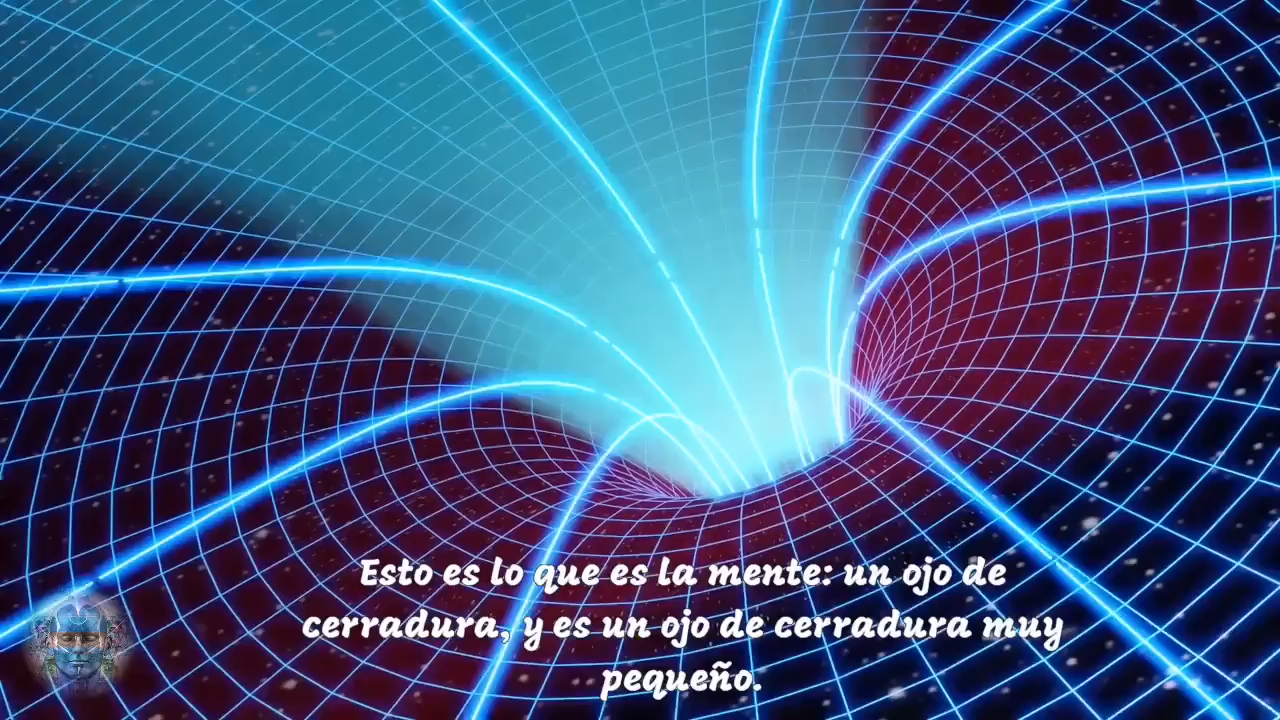 Esto es lo que es la mente: un ojo de
cerradura, y es un ojo de cerradura muy
pequeño.